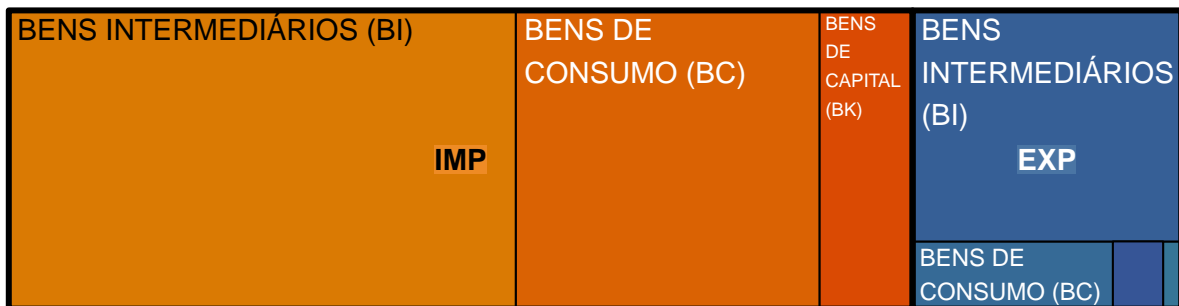 BENS INTERMEDIÁRIOS (BI)
BENS DE
CONSUMO (BC)
BENS
DE
CAPITAL
(BK)
IMP
BENS
INTERMEDIÁRIOS
(BI)
EXP
BENS DE
CONSUMO (BC)